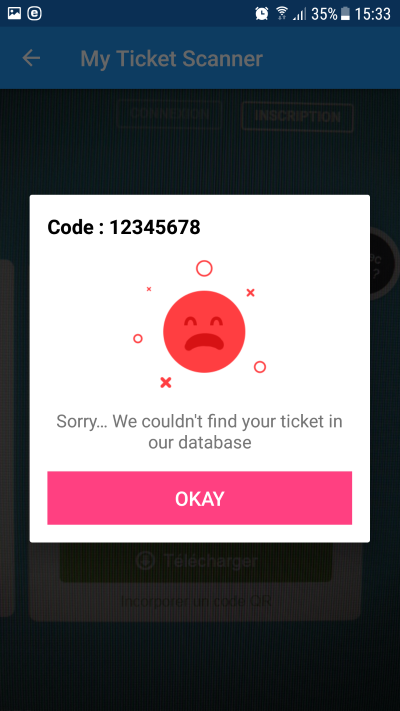 35% 15:33
My Ticket Scanner
CONNEXION INSCRIPTION
Code : 12345678
?
Sorry... We couldn't find your ticket in
our database
OKAY
Télécharger
Incorporer un code QR